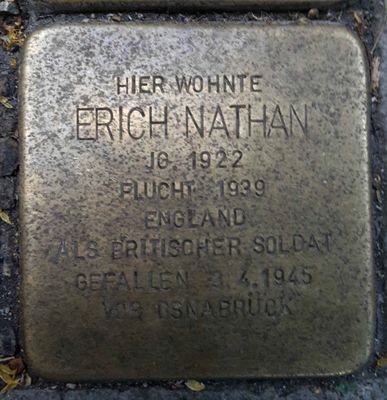 HIER WOHNTE
ERICH NATHAN
JG. 1922
FLUCHT 1939
ENGLAND
ALS BRITISCHER SOLDAT
GEFALLEN 3.4.1945
VOR OSNABRÜCK